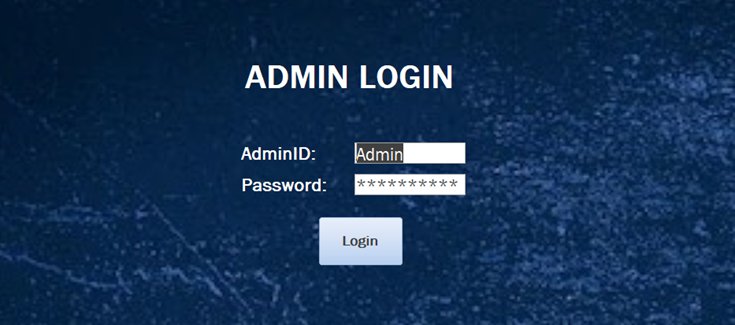 ADMIN LOGIN
AdminID: Admin
Password: **********
Login